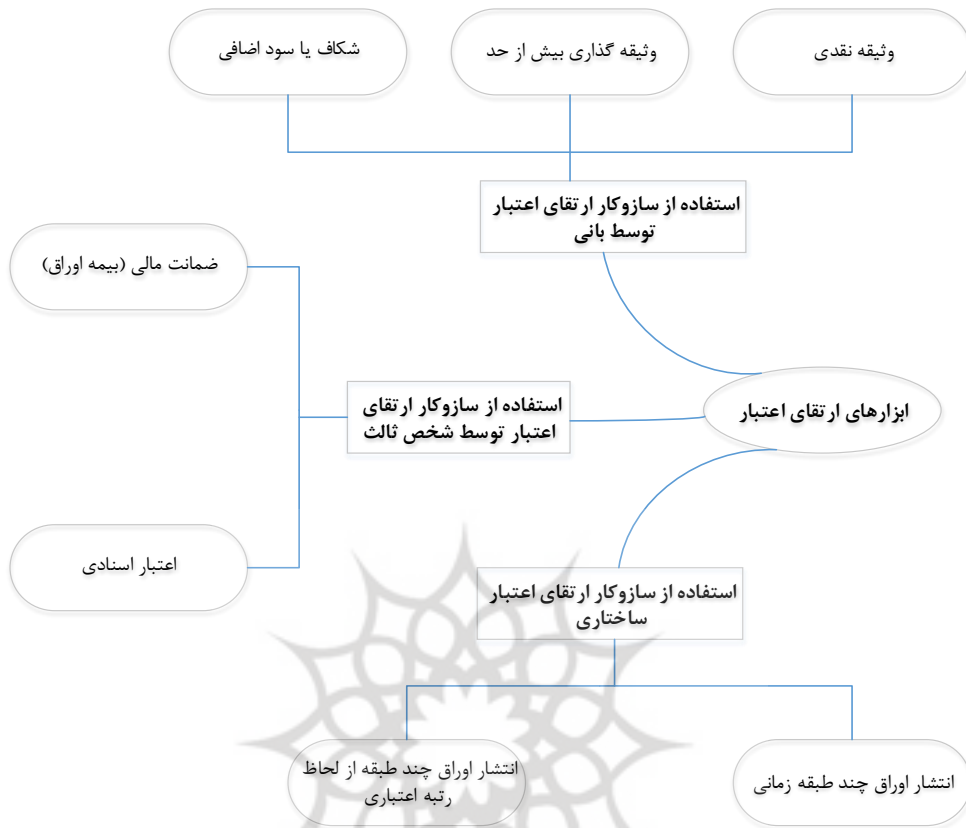 وثیقه نقدی
وثیقه گذاری بیش از حد
شکاف یا سود اضافی
استفاده از سازوکار ارتقای اعتبار
توسط بانی
ضمانت مالی (بیمه اوراق)
ابزارهای ارتقای اعتبار
استفاده از سازوکار ارتقای
اعتبار توسط شخص ثالث
اعتبار اسنادی
استفاده از سازوکار ارتقای اعتبار
ساختاری
انتشار اوراق چند طبقه زمانی
انتشار اوراق چند طبقه از لحاظ
رتبه اعتباری